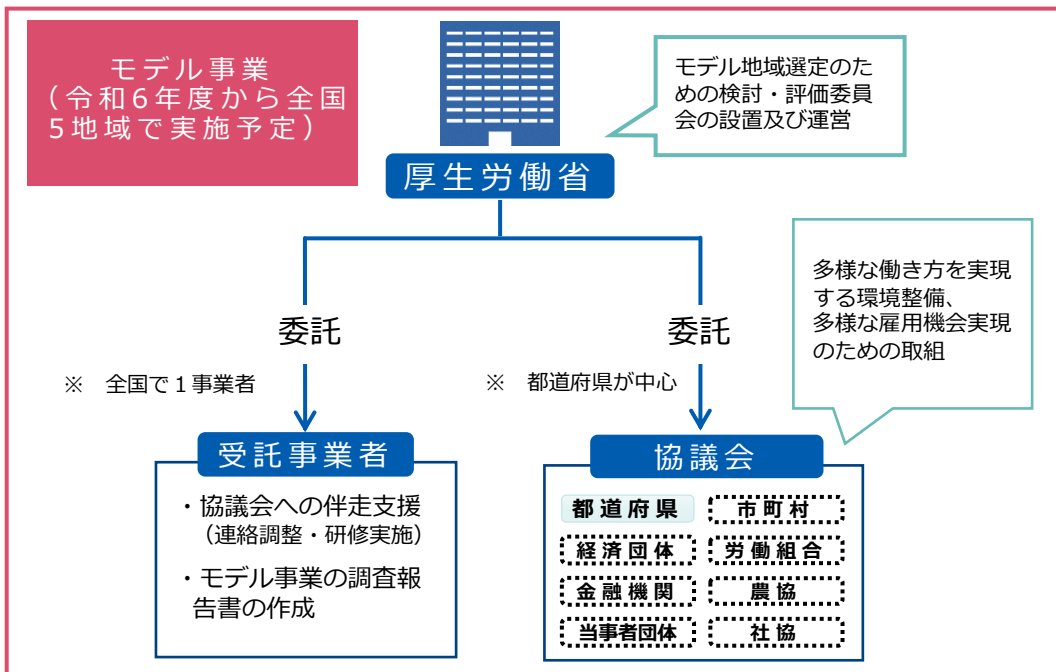 モデル事業
（令和６年度から全国
５地域で実施予定）
モデル地域選定のた
めの検討・評価委員
会の設置及び運営
厚生労働省
多様な働き方を実現
する環境整備、
多様な雇用機会実現
のための取組
委託
委託
※　全国で１事業者
※　都道府県が中心
受託事業者
・協議会への伴走支援
（連絡調整・研修実施）
・モデル事業の調査報
告書の作成
協議会
都道府県
市町村
経済団体
労働組合
金融機関
農協
当事者団体
社協